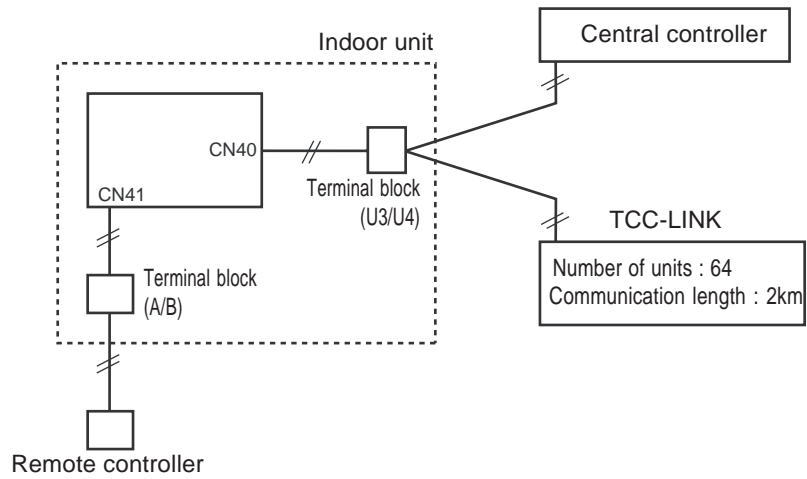 Indoor unit
Central controller
CN40
CN41
Terminal block
(U3/U4)
TCC-LINK
Number of units : 64
Communication length : 2km
Terminal block
(A/B)
Remote controller